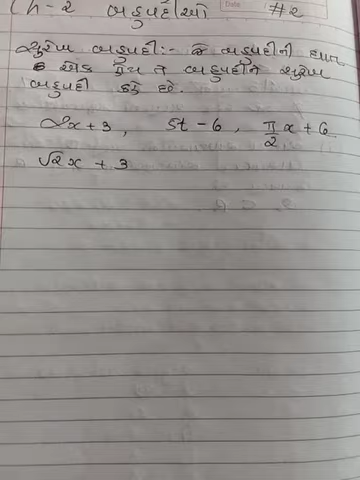 Ch-2 બહુપદીઓ #2
સુરેખ બહુપદી:- જે બહુપદીની ઘાત
એક હોય તે બહુપદીને સુરેખ
બહુપદી કહે છે.
2x + 3, 5t - 6, π/2 x + 6
√2x + 3